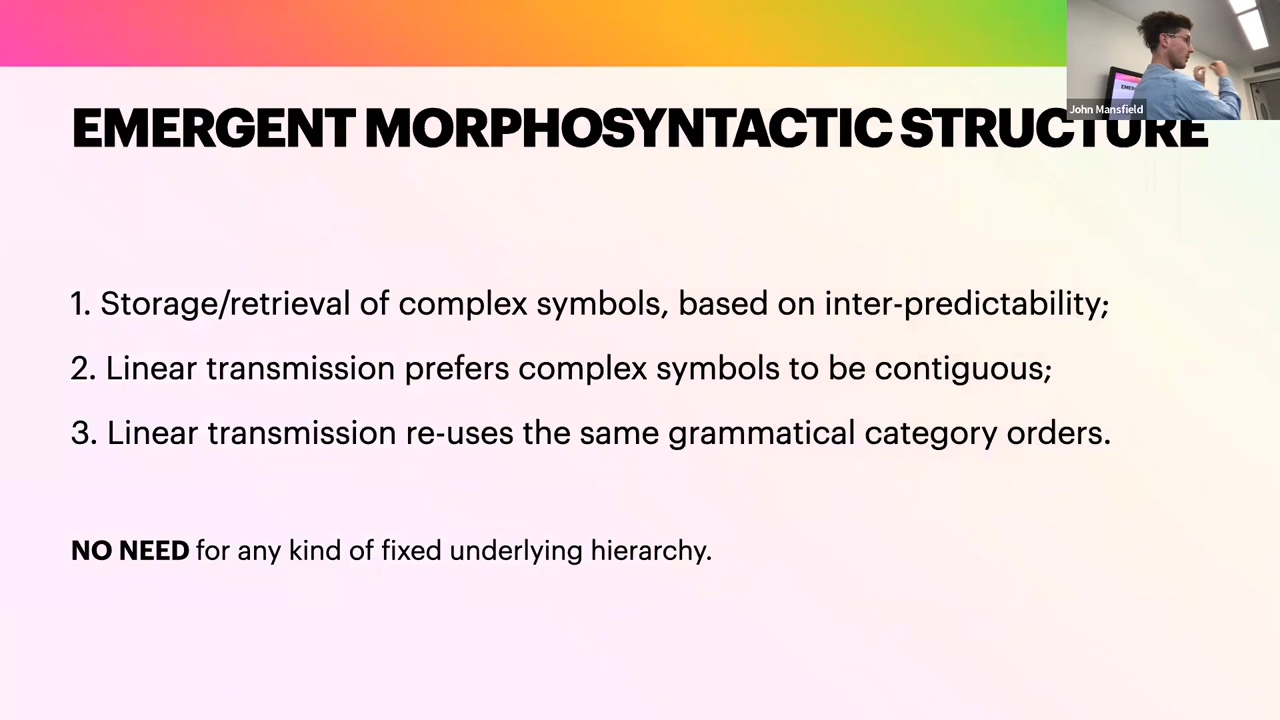 EMERGENT MORPHOSYNTACTIC STRUCTURE
John Mansfield
1. Storage/retrieval of complex symbols, based on inter-predictability;
2. Linear transmission prefers complex symbols to be contiguous;
3. Linear transmission re-uses the same grammatical category orders.
NO NEED for any kind of fixed underlying hierarchy.